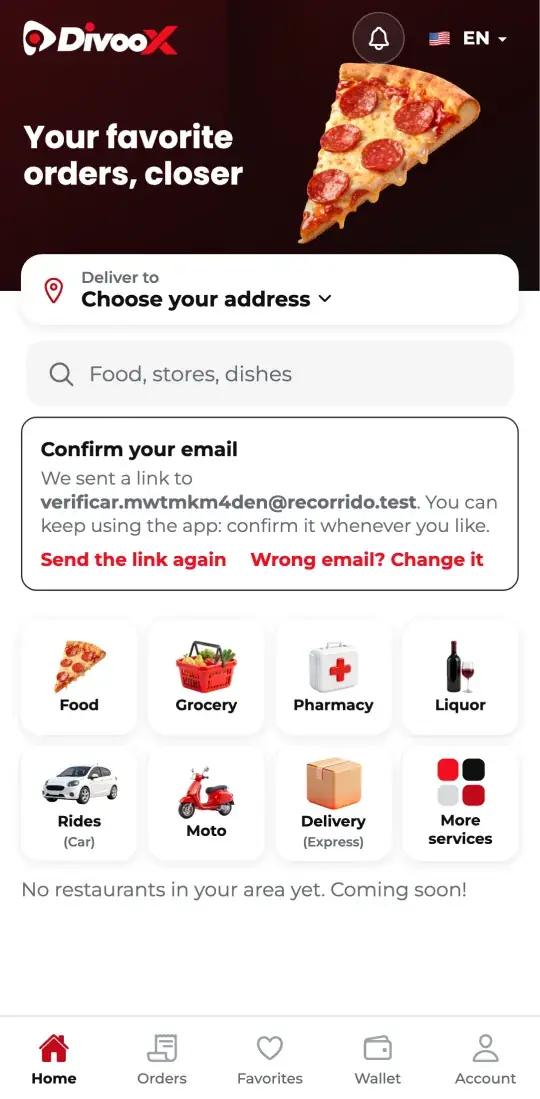 DivooX
EN
Your favorite
orders, closer
Deliver to
Choose your address
Food, stores, dishes
Confirm your email
We sent a link to
verificar.mwtmkm4den@recorrido.test. You can
keep using the app: confirm it whenever you like.
Send the link again
Wrong email? Change it
Food
Grocery
Pharmacy
Liquor
Rides
(Car)
Moto
Delivery
(Express)
More
services
No restaurants in your area yet. Coming soon!
Home
Orders
Favorites
Wallet
Account